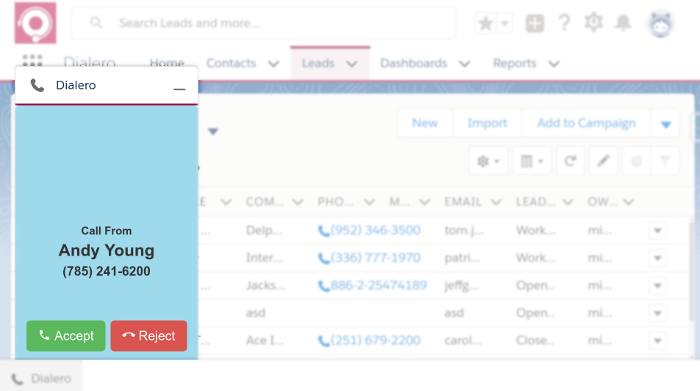 Search Leads and more...
Dialero Home Contacts Leads Dashboards Reports
Dialero
New Import Add to Campaign
COM... PHO... M... EMAIL LEAD... OW...
... Delp... (952) 346-3500 tom.j... Work... mi...
Inter... (336) 777-1970 patri... Work... mi...
... Jacks... 886-2-25474189 jeffg... Open.. mi...
asd asd Open.. mi...
... Ace I... (251) 679-2200 carol... Close.. mi...
Call From
Andy Young
(785) 241-6200
Accept Reject
Dialero